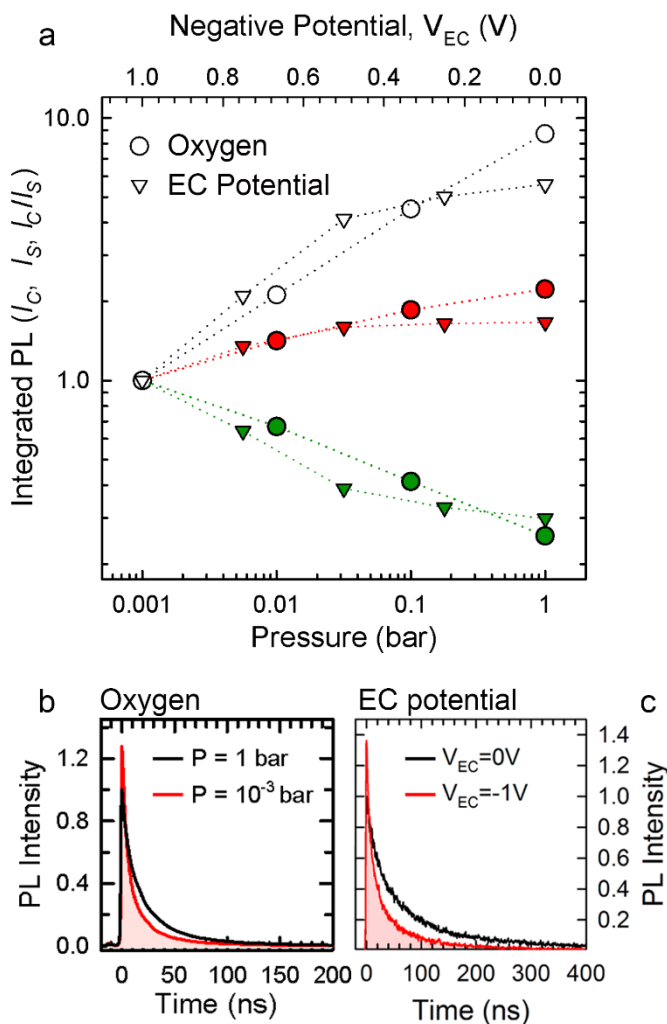 a
Negative Potential, V_EC (V)
1.0 0.8 0.6 0.4 0.2 0.0
10.0
1.0
Integrated PL (I_C, I_S, I_C/I_S)
Oxygen
EC Potential
0.001 0.01 0.1 1
Pressure (bar)
b Oxygen
P = 1 bar
P = 10⁻³ bar
PL Intensity
1.2
0.8
0.4
0.0
0 50 100 150 200
Time (ns)
EC potential c
V_EC=0V
V_EC=-1V
1.4
1.2
1.0
0.8
0.6
0.4
0.2
PL Intensity
0 100 200 300 400
Time (ns)